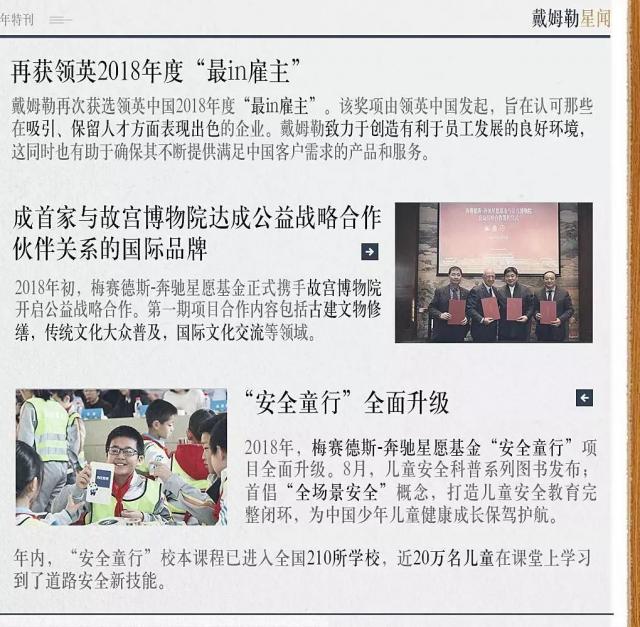 年特刊
戴姆勒星闻
再获领英2018年度“最in雇主”
戴姆勒再次获选领英中国2018年度“最in雇主”。该奖项由领英中国发起，旨在认可那些
在吸引、保留人才方面表现出色的企业。戴姆勒致力于创造有利于员工发展的良好环境，
这同时也有助于确保其不断提供满足中国客户需求的产品和服务。
成首家与故宫博物院达成公益战略合作
伙伴关系的国际品牌
2018年初，梅赛德斯-奔驰星愿基金正式携手故宫博物院
开启公益战略合作。第一期项目合作内容包括古建文物修
缮，传统文化大众普及，国际文化交流等领域。
“安全童行”全面升级
2018年，梅赛德斯-奔驰星愿基金“安全童行”项
目全面升级。8月，儿童安全科普系列图书发布；
首倡“全场景安全”概念，打造儿童安全教育完
整闭环，为中国少年儿童健康成长保驾护航。
年内，“安全童行”校本课程已进入全国210所学校，近20万名儿童在课堂上学习
到了道路安全新技能。